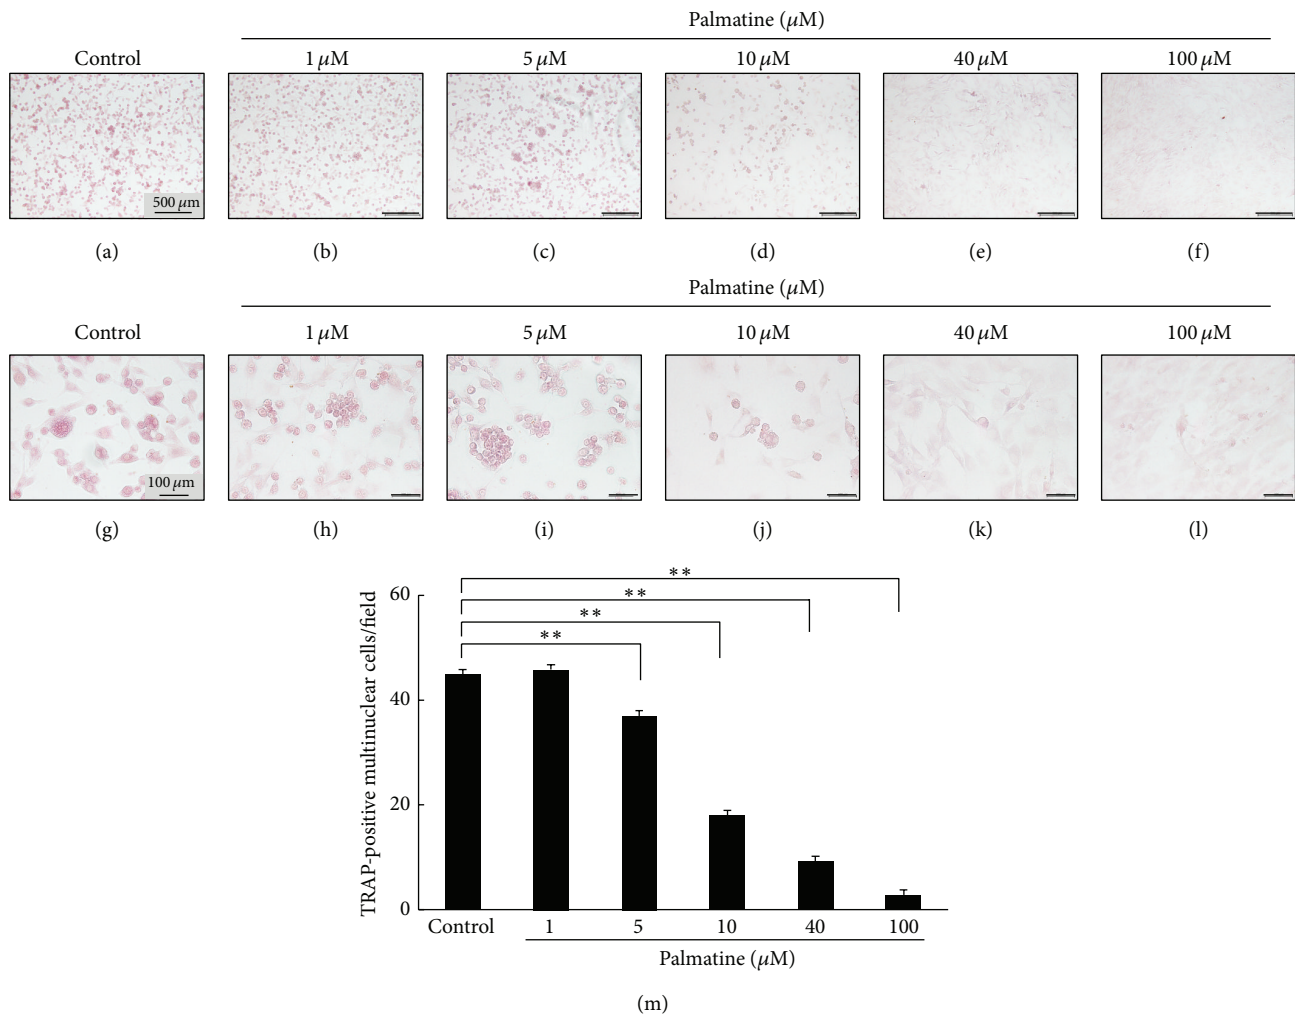 Palmatine (μM)
Control 1 μM 5 μM 10 μM 40 μM 100 μM
500 μm
(a) (b) (c) (d) (e) (f)
Palmatine (μM)
Control 1 μM 5 μM 10 μM 40 μM 100 μM
100 μm
(g) (h) (i) (j) (k) (l)
TRAP-positive multinuclear cells/field
60
40
20
0
**
**
**
**
Control 1 5 10 40 100
Palmatine (μM)
(m)